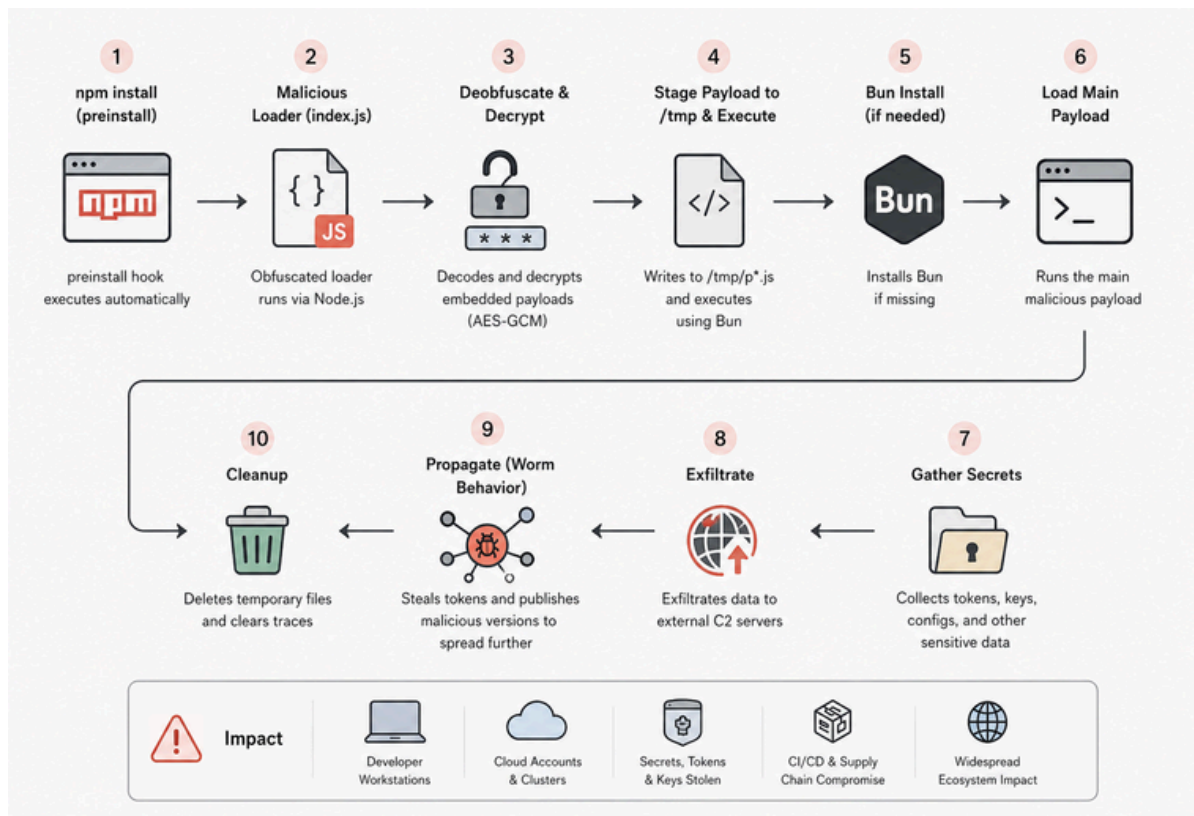 1
npm install
(preinstall)
npm
preinstall hook
executes automatically
2
Malicious
Loader (index.js)
{ }
JS
Obfuscated loader
runs via Node.js
3
Deobfuscate &
Decrypt
* * *
Decodes and decrypts
embedded payloads
(AES-GCM)
4
Stage Payload to
/tmp & Execute
</>
Writes to /tmp/p*.js
and executes
using Bun
5
Bun Install
(if needed)
Bun
Installs Bun
if missing
6
Load Main
Payload
>_
Runs the main
malicious payload
10
Cleanup
Deletes temporary files
and clears traces
9
Propagate (Worm
Behavior)
Steals tokens and publishes
malicious versions to
spread further
8
Exfiltrate
Exfiltrates data to
external C2 servers
7
Gather Secrets
Collects tokens, keys,
configs, and other
sensitive data
!
Impact
Developer
Workstations
Cloud Accounts
& Clusters
Secrets, Tokens
& Keys Stolen
CI/CD & Supply
Chain Compromise
Widespread
Ecosystem Impact